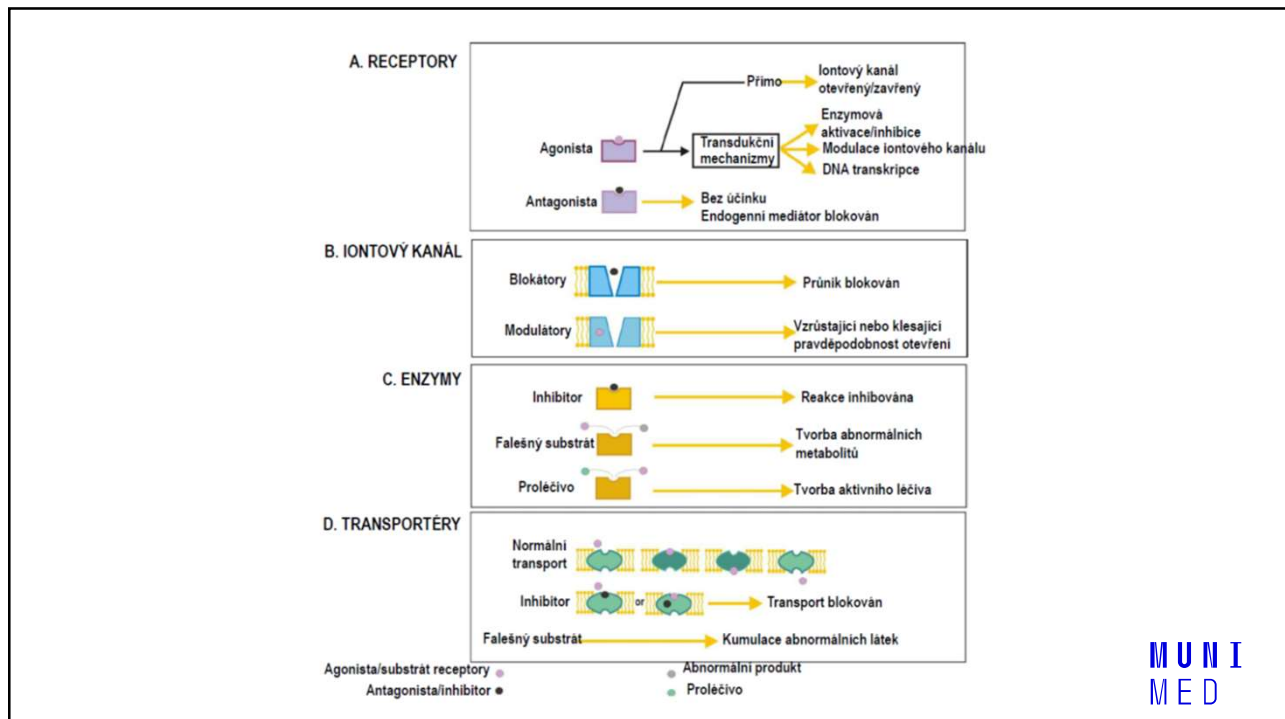 A. RECEPTORY
Přímo
Iontový kanál
otevřený/zavřený
Agonista
Transdukční
mechanizmy
Enzymová
aktivace/inhibice
Modulace iontového kanálu
DNA transkripce
Antagonista
Bez účinku
Endogenní mediátor blokován
B. IONTOVÝ KANÁL
Blokátory
Průnik blokován
Modulátory
Vzrůstající nebo klesající
pravděpodobnost otevření
C. ENZYMY
Inhibitor
Reakce inhibována
Falešný substrát
Tvorba abnormálních
metabolitů
Proléčivo
Tvorba aktivního léčiva
D. TRANSPORTÉRY
Normální
transport
Inhibitor
or
Transport blokován
Falešný substrát
Kumulace abnormálních látek
Agonista/substrát receptory
Abnormální produkt
Antagonista/inhibitor
Proléčivo
MUNI
MED